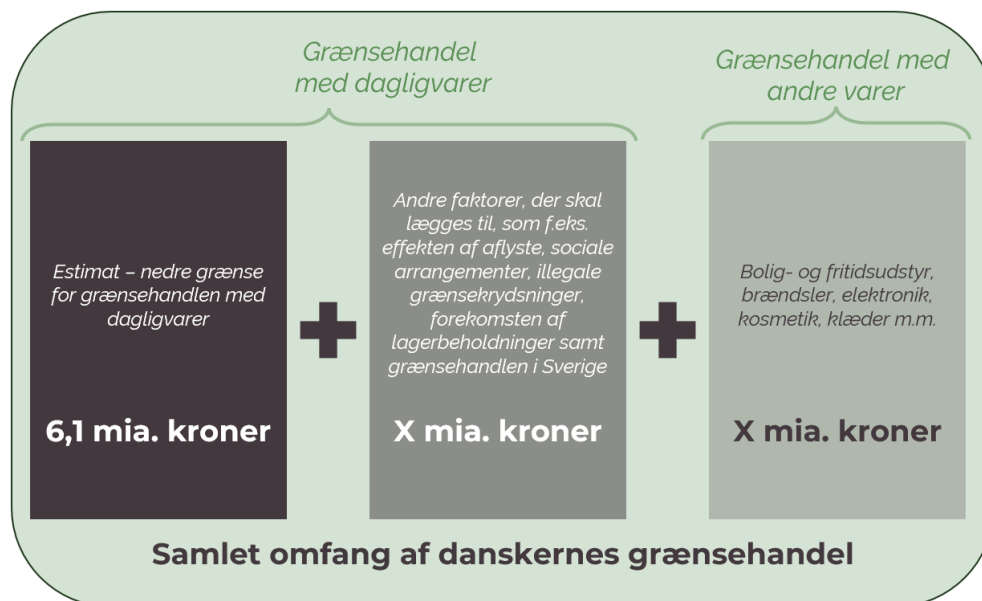 Grænsehandel
med dagligvarer
Grænsehandel med
andre varer
Estimat – nedre grænse
for grænsehandlen med
dagligvarer
6,1 mia. kroner
Andre faktorer, der skal
lægges til, som f.eks.
effekten af aflyste, sociale
arrangementer, illegale
grænsekrydsninger,
forekomsten af
lagerbeholdninger samt
grænsehandlen i Sverige
X mia. kroner
Bolig- og fritidsudstyr,
brændsler, elektronik,
kosmetik, klæder m.m.
X mia. kroner
Samlet omfang af danskernes grænsehandel